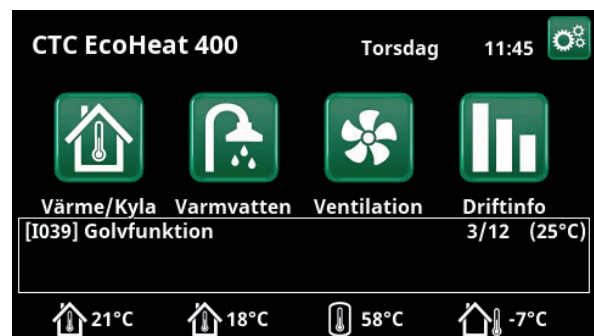 CTC EcoHeat 400 Torsdag 11:45
Värme/Kyla Varmvatten Ventilation Driftinfo
[I039] Golvfunktion 3/12 (25°C)
21°C 18°C 58°C -7°C